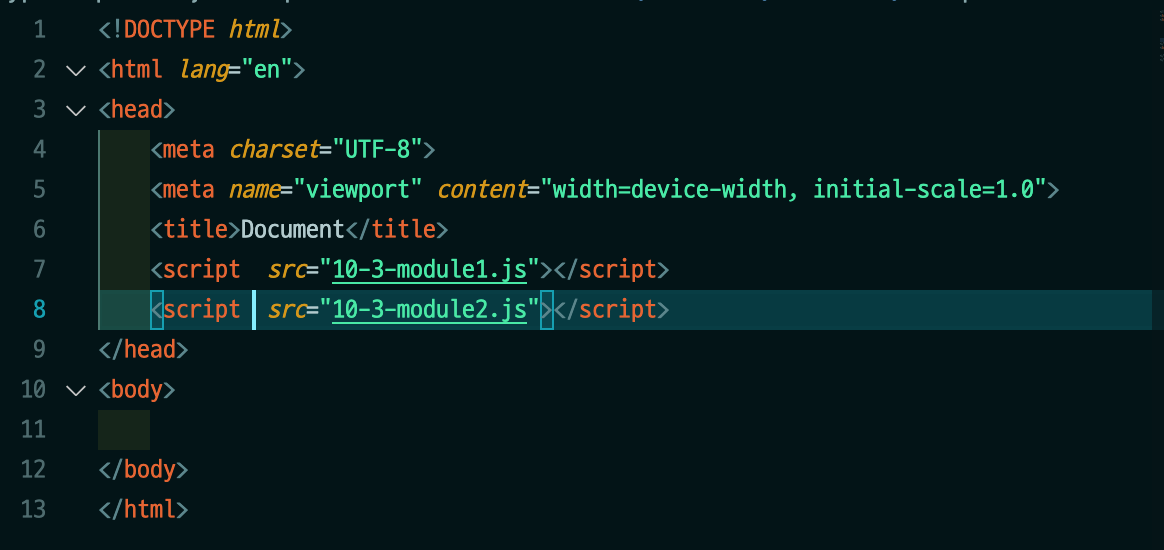 1 <!DOCTYPE html>
2 <html lang="en">
3 <head>
4 <meta charset="UTF-8">
5 <meta name="viewport" content="width=device-width, initial-scale=1.0">
6 <title>Document</title>
7 <script  src="10-3-module1.js"></script>
8 <script  src="10-3-module2.js"></script>
9 </head>
10 <body>
11
12 </body>
13 </html>